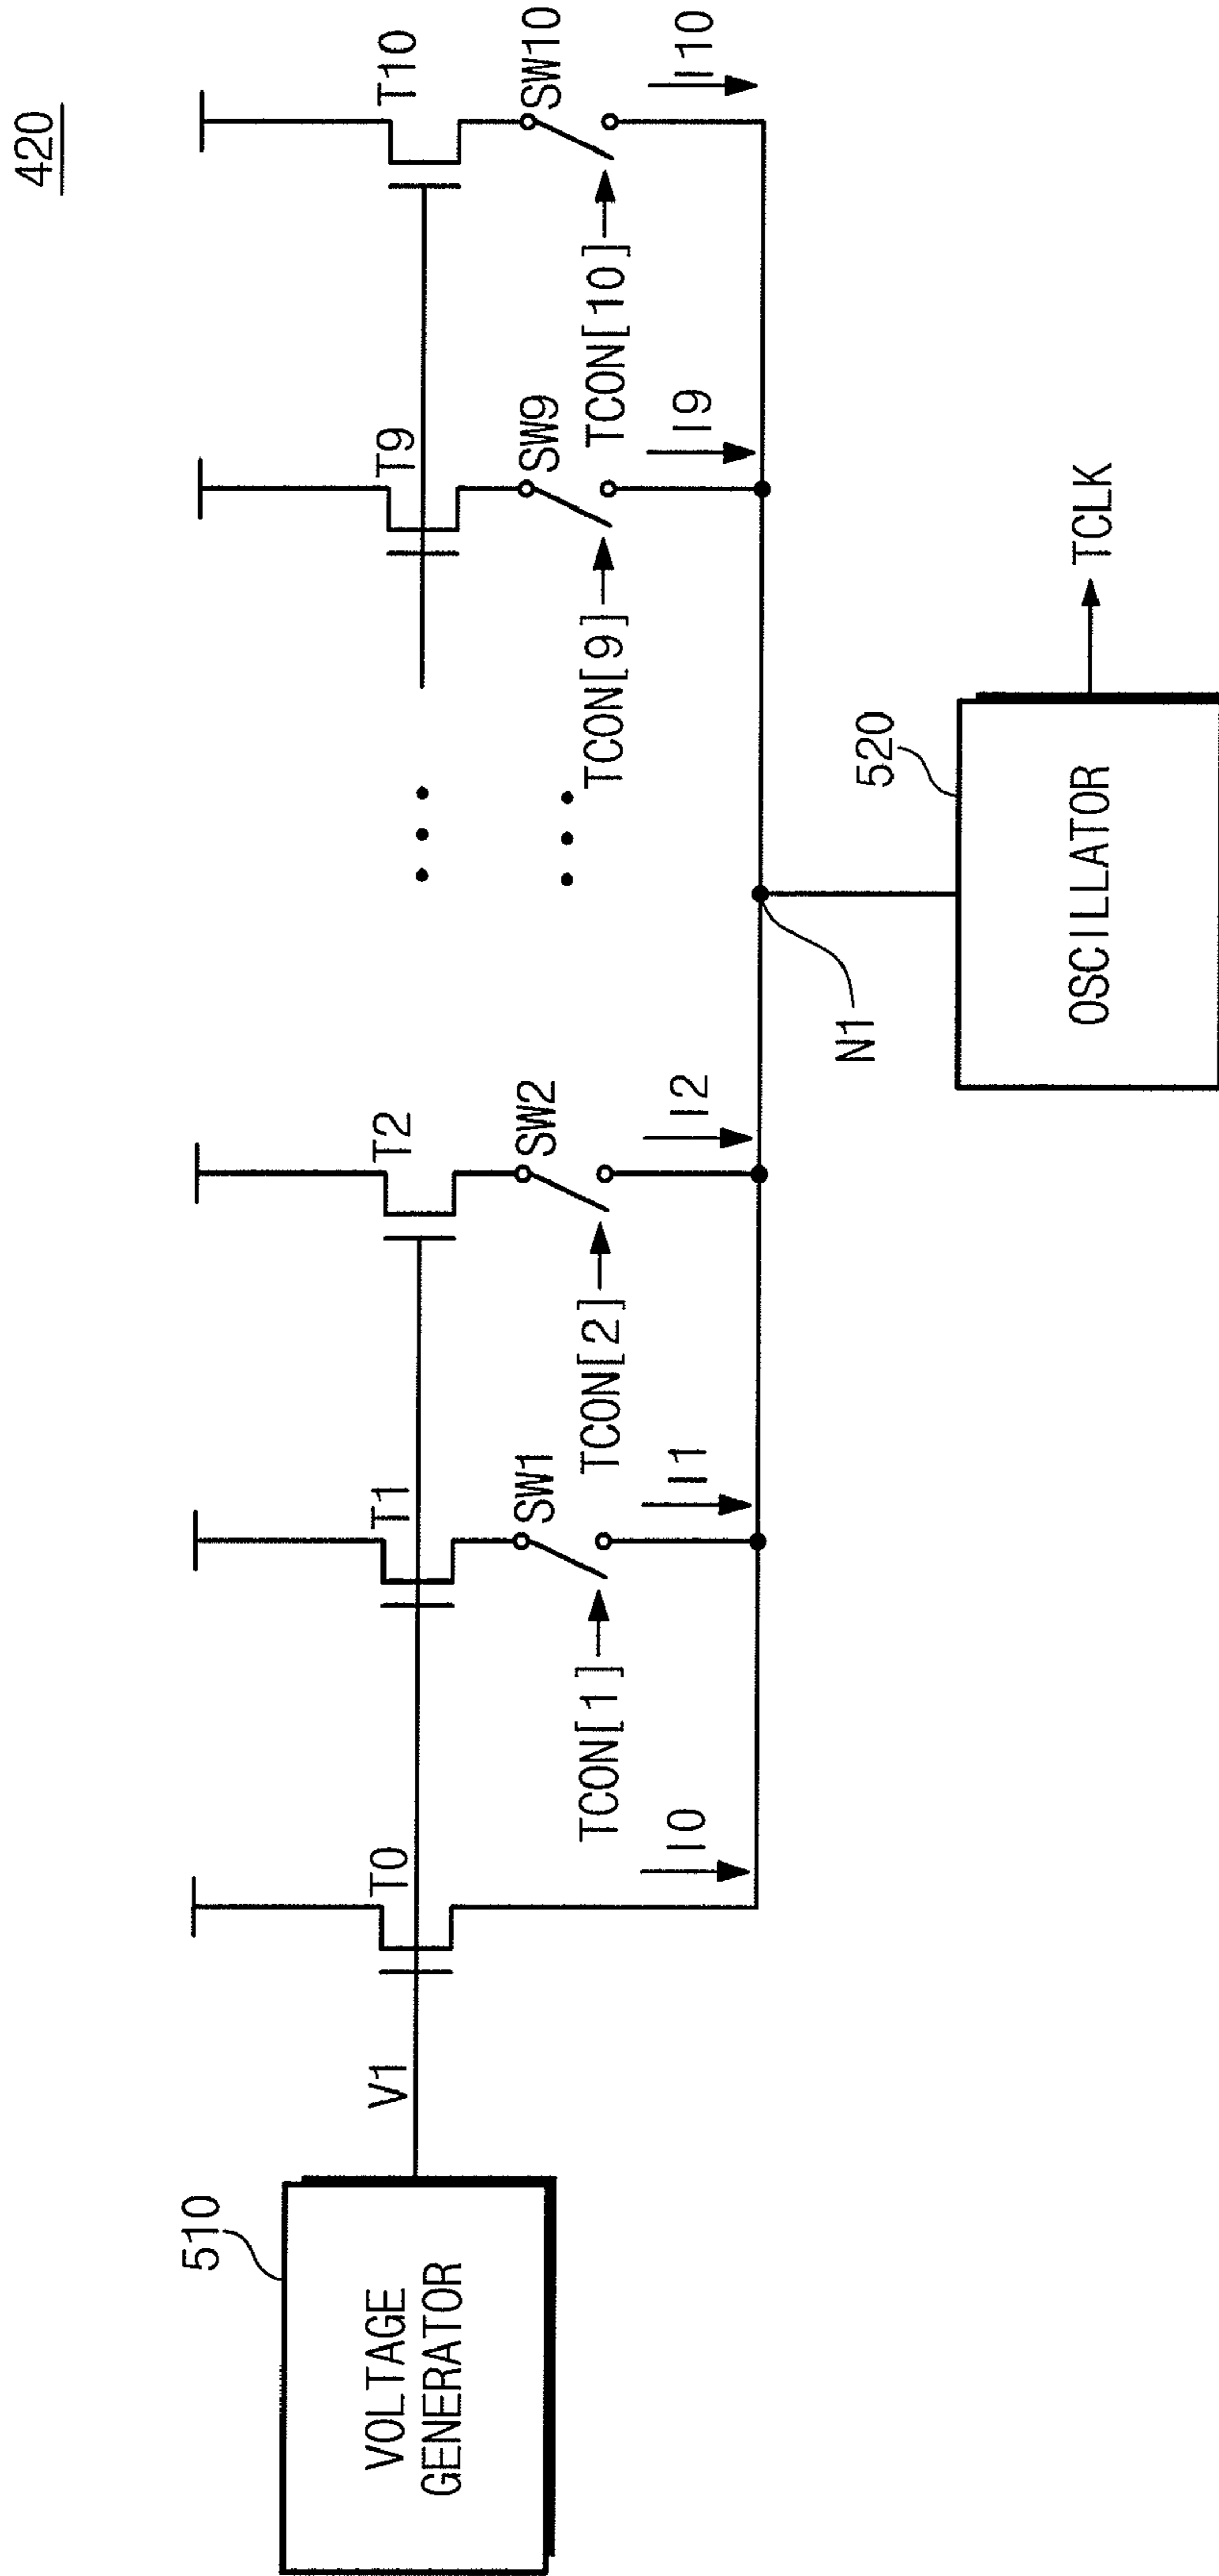 420
510
VOLTAGE
GENERATOR
V1
T0
T1
T2
T9
T10
SW1
SW2
SW9
SW10
TCON[1]
TCON[2]
TCON[9]
TCON[10]
I0
I1
I2
I9
I10
N1
520
OSCILLATOR
TCLK